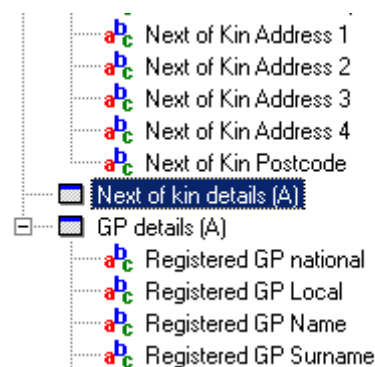 Next of Kin Address 1
Next of Kin Address 2
Next of Kin Address 3
Next of Kin Address 4
Next of Kin Postcode
Next of kin details (A)
GP details (A)
Registered GP national
Registered GP Local
Registered GP Name
Registered GP Surname